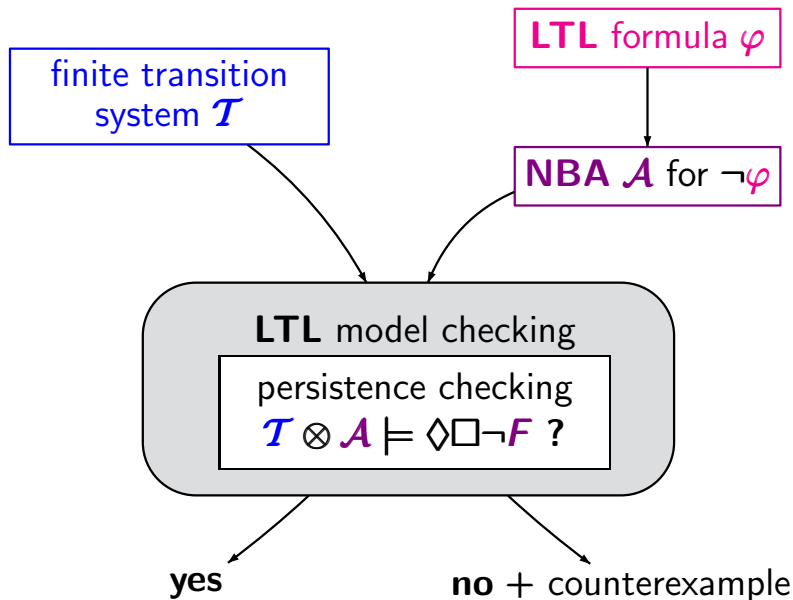 LTL formula φ
finite transition
system 𝒯
NBA 𝒜 for ¬φ
LTL model checking
persistence checking
𝒯 ⊗ 𝒜 ⊨ ◊□¬F ?
yes
no + counterexample